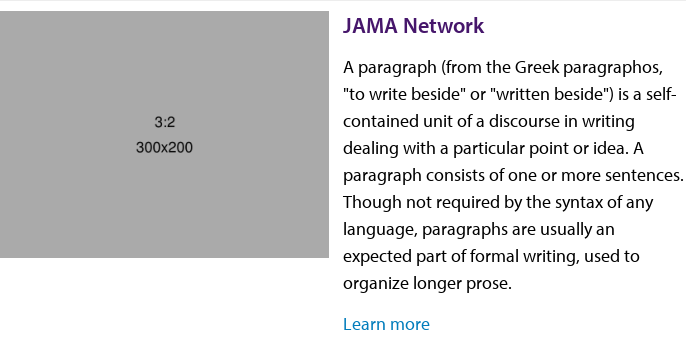 3:2
300x200
JAMA Network
A paragraph (from the Greek paragraphos,
"to write beside" or "written beside") is a self-
contained unit of a discourse in writing
dealing with a particular point or idea. A
paragraph consists of one or more sentences.
Though not required by the syntax of any
language, paragraphs are usually an
expected part of formal writing, used to
organize longer prose.
Learn more